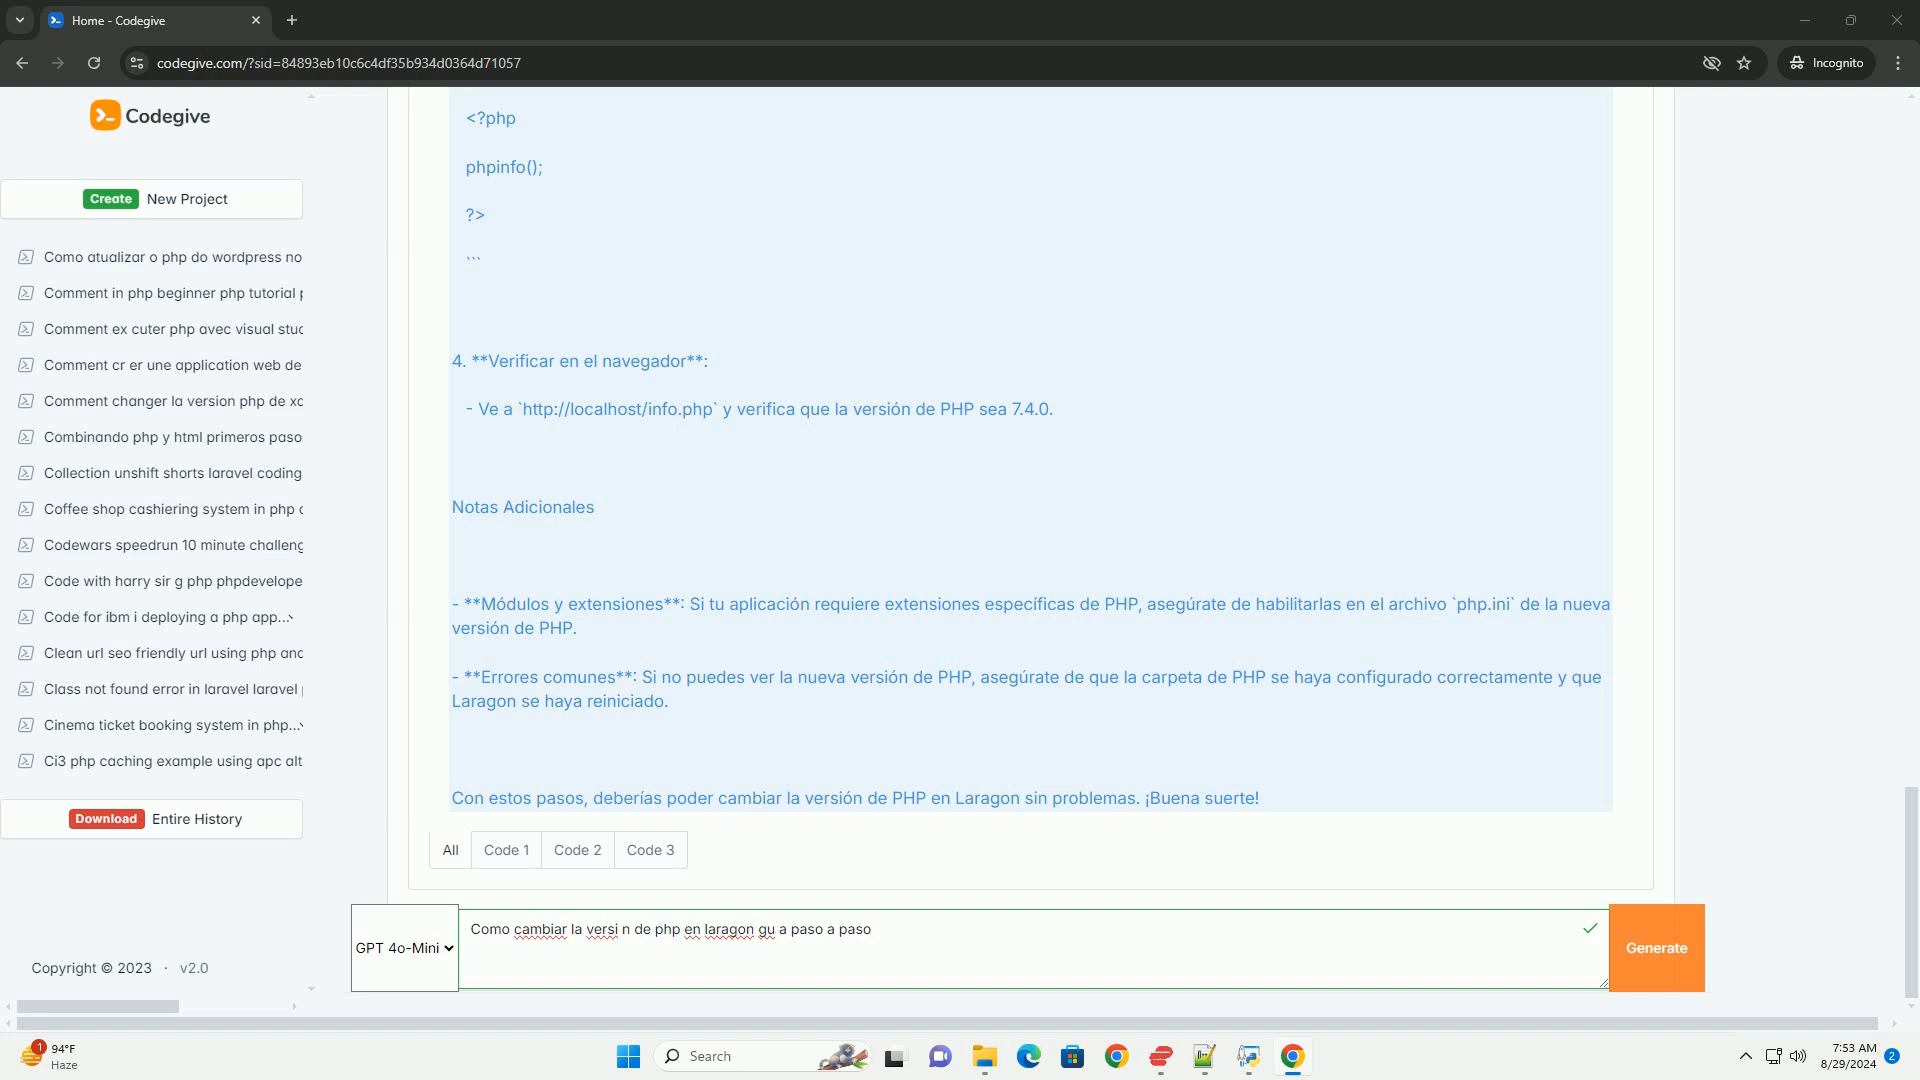 Home - Codegive
codegive.com/?sid=84893eb10c6c4df35b934d0364d71057
Incognito
Codegive
Create New Project
Como atualizar o php do wordpress no
Comment in php beginner php tutorial
Comment ex cuter php avec visual stud
Comment cr er une application web de
Comment changer la version php de xa
Combinando php y html primeros paso
Collection unshift shorts laravel coding
Coffee shop cashiering system in php
Codewars speedrun 10 minute challeng
Code with harry sir g php phpdevelope
Code for ibm i deploying a php app...
Clean url seo friendly url using php and
Class not found error in laravel laravel
Cinema ticket booking system in php...
Ci3 php caching example using apc alt
Download Entire History
Copyright © 2023 · v2.0
<?php
phpinfo();
?>
```
4. **Verificar en el navegador**:
- Ve a `http://localhost/info.php` y verifica que la versión de PHP sea 7.4.0.
Notas Adicionales
- **Módulos y extensiones**: Si tu aplicación requiere extensiones específicas de PHP, asegúrate de habilitarlas en el archivo `php.ini` de la nueva
versión de PHP.
- **Errores comunes**: Si no puedes ver la nueva versión de PHP, asegúrate de que la carpeta de PHP se haya configurado correctamente y que
Laragon se haya reiniciado.
Con estos pasos, deberías poder cambiar la versión de PHP en Laragon sin problemas. ¡Buena suerte!
All Code 1 Code 2 Code 3
GPT 4o-Mini
Como cambiar la versi n de php en laragon gu a paso a paso
Generate
1
94°F
Haze
Search
7:53 AM
8/29/2024
2